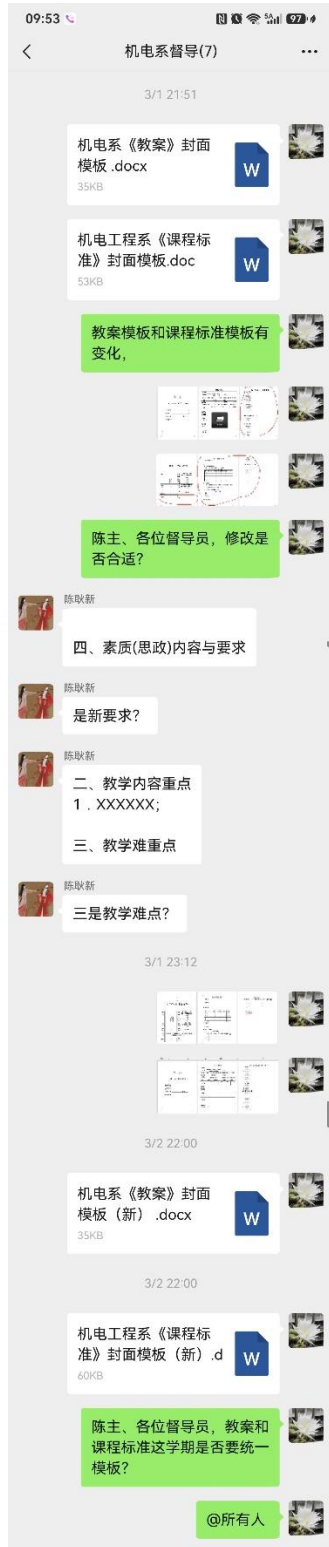 09:53
5A
97
机电系督导(7)
3/1 21:51
机电系《教案》封面
模板 .docx
35KB
W
机电工程系《课程标
准》封面模板.doc
53KB
W
教案模板和课程标准模板有
变化,
陈主、各位督导员，修改是
否合适?
陈耿新
四、素质(思政)内容与要求
陈耿新
是新要求?
陈耿新
二、教学内容重点
1．XXXXXX;
三、教学难重点
陈耿新
三是教学难点?
3/1 23:12
3/2 22:00
机电系《教案》封面
模板（新） .docx
35KB
W
3/2 22:00
机电工程系《课程标
准》封面模板（新）.d
60KB
W
陈主、各位督导员，教案和
课程标准这学期是否要统一
模板?
@所有人